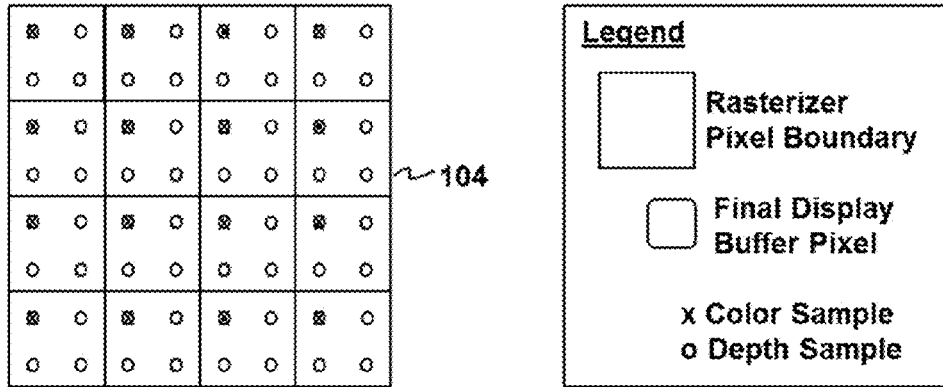 Legend
Rasterizer
Pixel Boundary
104
Final Display
Buffer Pixel
x Color Sample
o Depth Sample